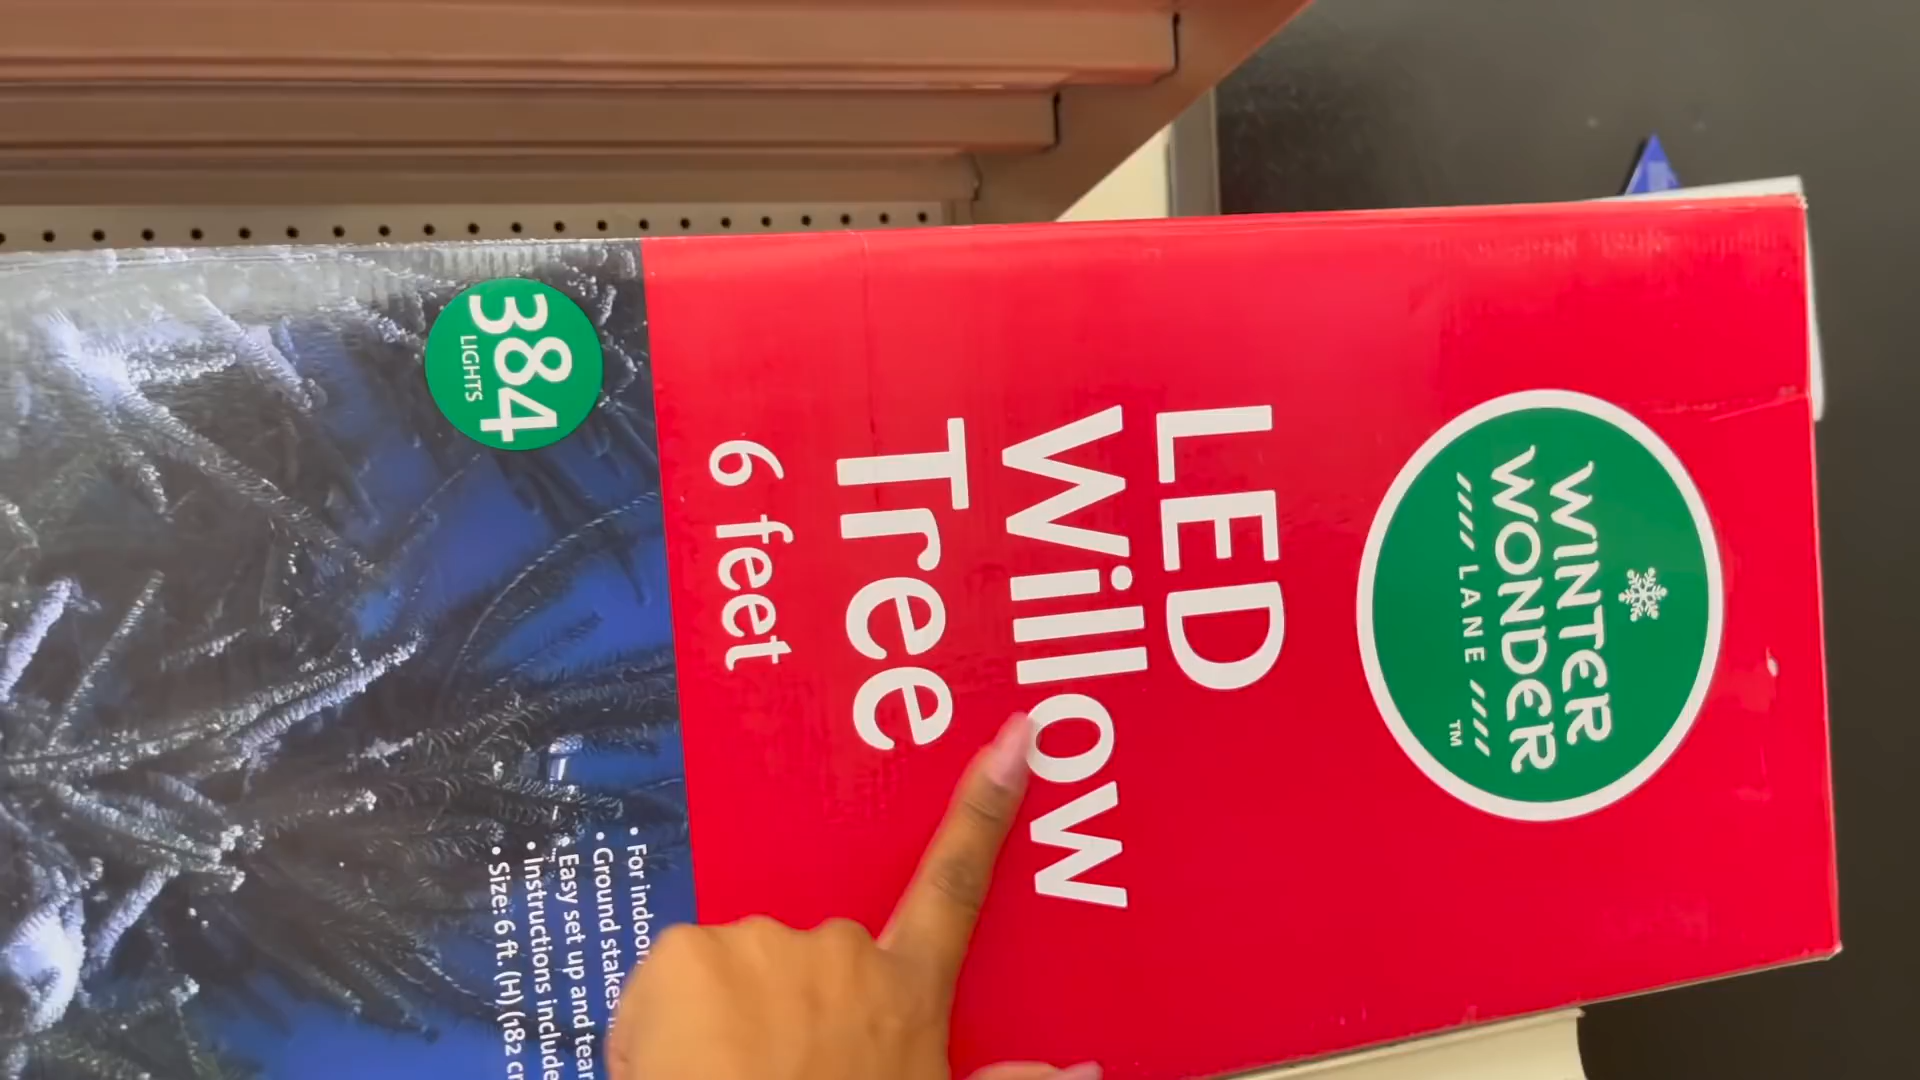 WINTER
WONDER
LANE
TM
LED
Willow
Tree
6 feet
384
LIGHTS
• For indoor
• Ground stakes
• Easy set up and tear
• Instructions include
• Size: 6 ft. (H) (182 c